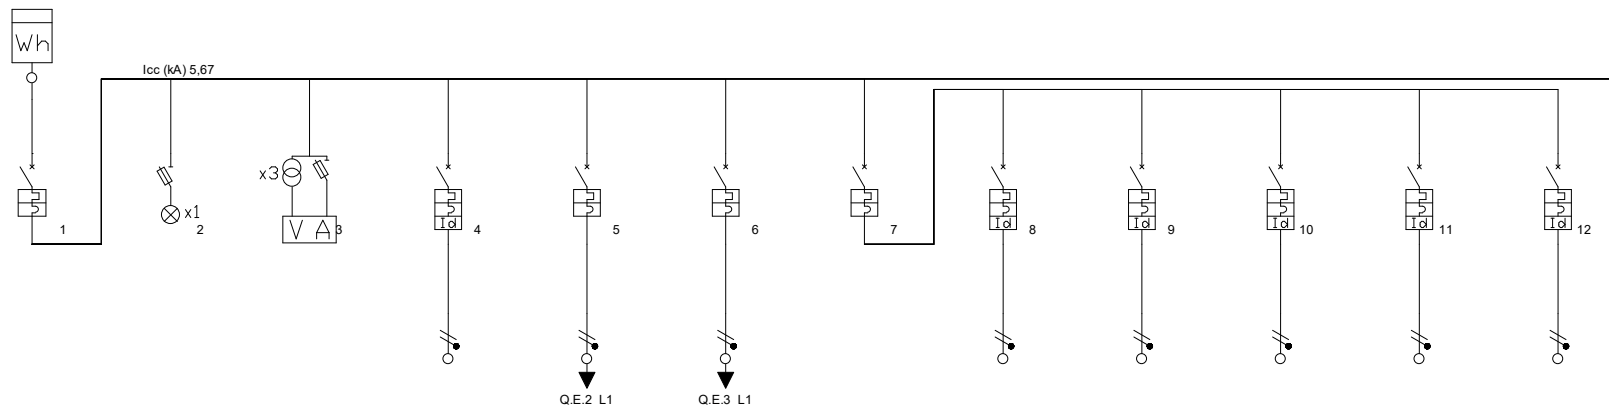 Wh
Icc (kA) 5,67
x3
x1
V A
Id
Id
Id
Id
Id
Id
1
2
3
4
5
6
7
8
9
10
11
12
Q.E.2 L1
Q.E.3 L1